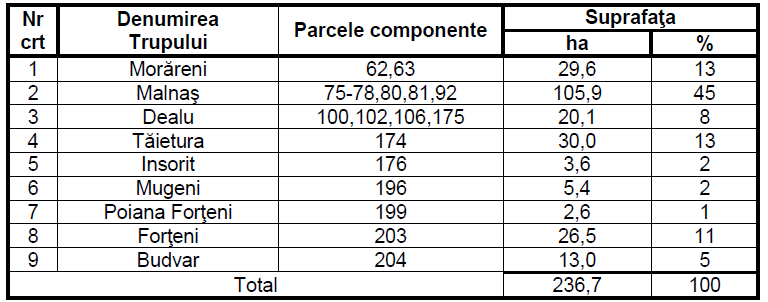 Nr crt Denumirea Trupului Parcele componente Suprafaţa
ha %
1 Morăreni 62,63 29,6 13
2 Malnaş 75-78,80,81,92 105,9 45
3 Dealu 100,102,106,175 20,1 8
4 Tăietura 174 30,0 13
5 Insorit 176 3,6 2
6 Mugeni 196 5,4 2
7 Poiana Forţeni 199 2,6 1
8 Forţeni 203 26,5 11
9 Budvar 204 13,0 5
Total 236,7 100